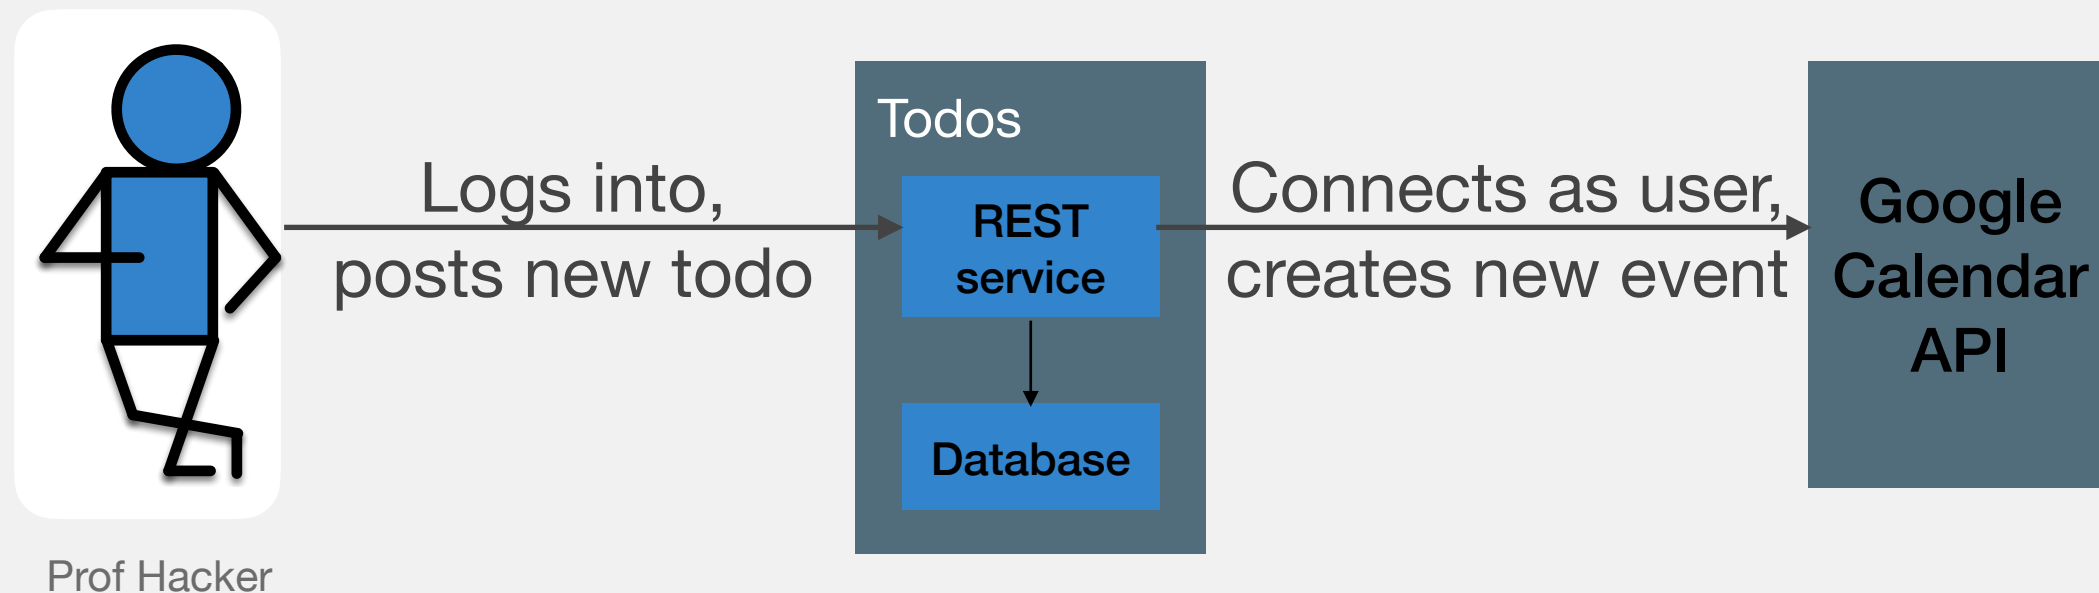 Logs into,
posts new todo
Todos
REST
service
Database
Connects as user,
creates new event
Google
Calendar
API
Prof Hacker